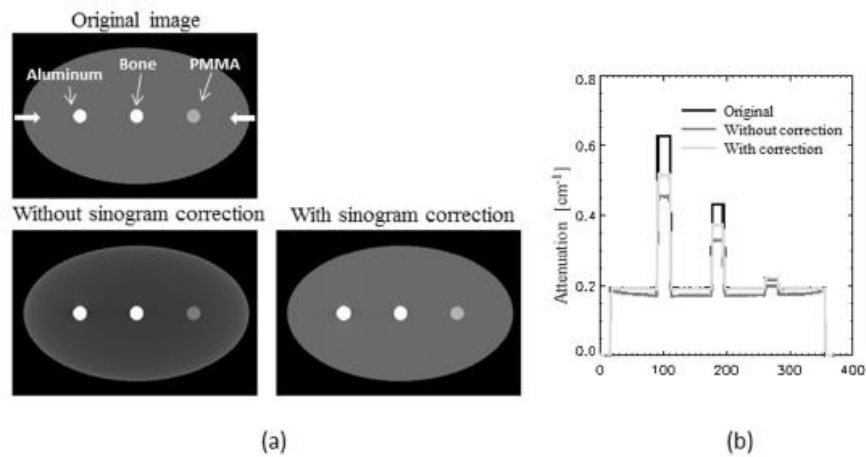 Original image
Aluminum
Bone
PMMA
Without sinogram correction
With sinogram correction
(a)
Attenuation [cm⁻¹]
0.8
0.6
0.4
0.2
0.0
0
100
200
300
400
Original
Without correction
With correction
(b)